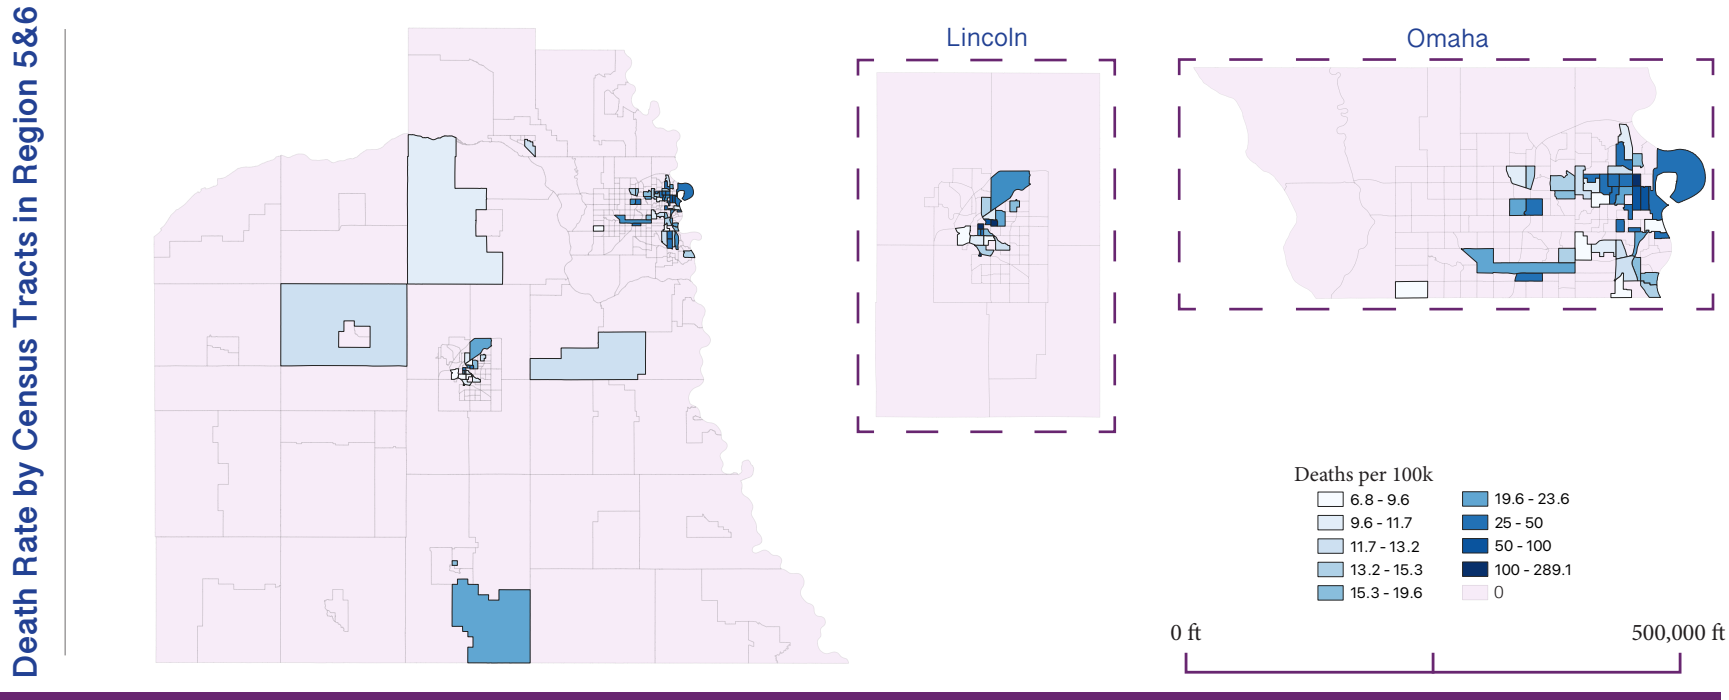 Death Rate by Census Tracts in Region 5&6
Lincoln
Omaha
Deaths per 100k
6.8 - 9.6
9.6 - 11.7
11.7 - 13.2
13.2 - 15.3
15.3 - 19.6
19.6 - 23.6
25 - 50
50 - 100
100 - 289.1
0
0 ft
500,000 ft